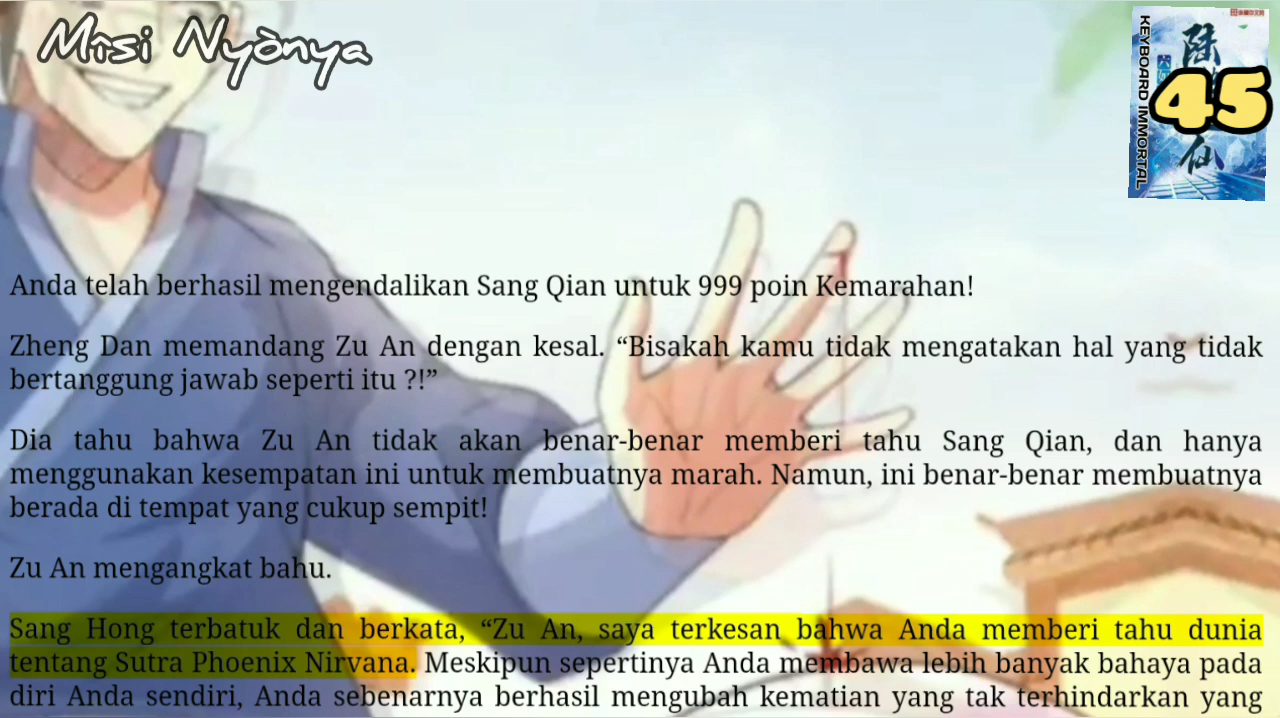 Misi Nyònya
KEYBOARD IMMORTAL
45
Anda telah berhasil mengendalikan Sang Qian untuk 999 poin Kemarahan!
Zheng Dan memandang Zu An dengan kesal. “Bisakah kamu tidak mengatakan hal yang tidak
bertanggung jawab seperti itu ?!”
Dia tahu bahwa Zu An tidak akan benar-benar memberi tahu Sang Qian, dan hanya
menggunakan kesempatan ini untuk membuatnya marah. Namun, ini benar-benar membuatnya
berada di tempat yang cukup sempit!
Zu An mengangkat bahu.
Sang Hong terbatuk dan berkata, “Zu An, saya terkesan bahwa Anda memberi tahu dunia
tentang Sutra Phoenix Nirvana. Meskipun sepertinya Anda membawa lebih banyak bahaya pada
diri Anda sendiri, Anda sebenarnya berhasil mengubah kematian yang tak terhindarkan yang